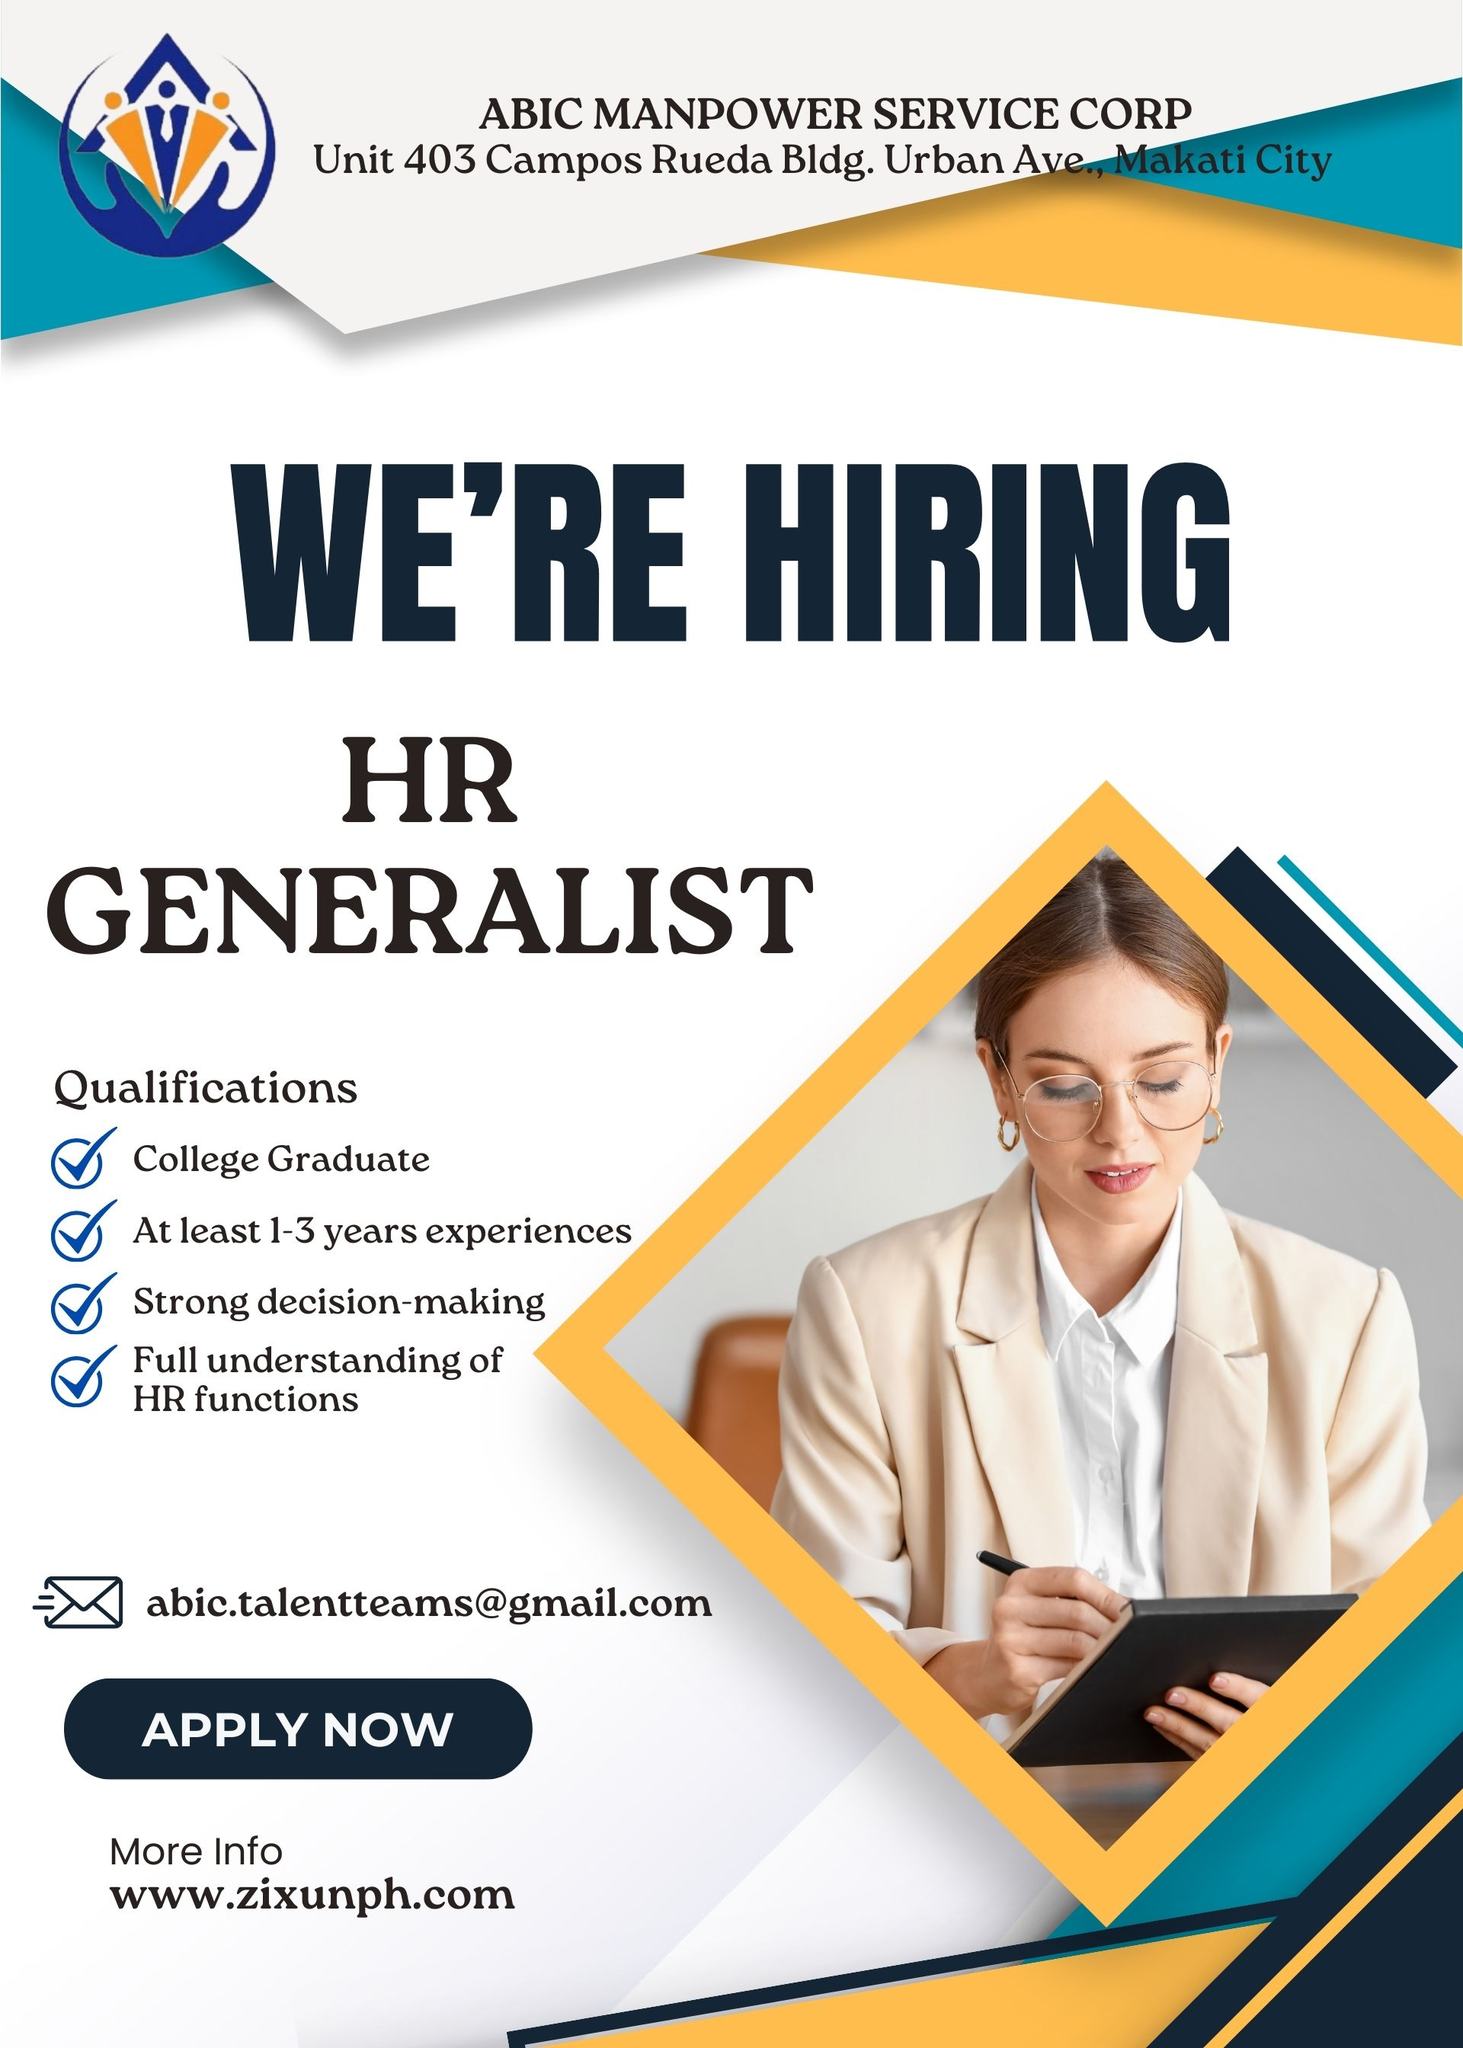 ABIC MANPOWER SERVICE CORP
Unit 403 Campos Rueda Bldg. Urban Ave., Makati City
WE'RE HIRING
HR
GENERALIST
Qualifications
College Graduate
At least 1-3 years experiences
Strong decision-making
Full understanding of
HR functions
abic.talentteams@gmail.com
APPLY NOW
More Info
www.zixunph.com